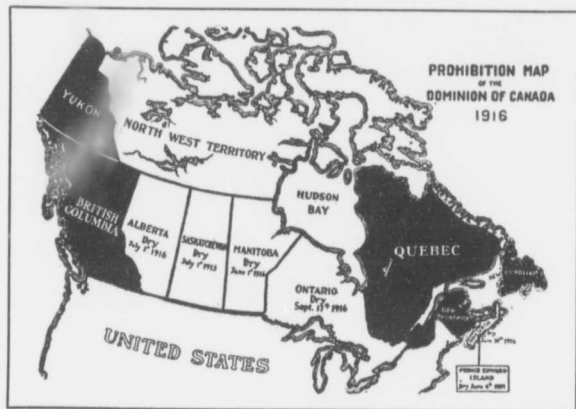 PROHIBITION MAP
OF THE
DOMINION OF CANADA
1916
YUKON
NORTH WEST TERRITORY
HUDSON
BAY
BRITISH
COLUMBIA
ALBERTA
Dry
July 1st 1916
SASKATCHEWAN
Dry
July 1st 1915
MANITOBA
Dry
June 1st 1916
ONTARIO
Dry
Sept. 17th 1916
QUEBEC
NEW
UNITED STATES
PRINCE EDWARD
ISLAND